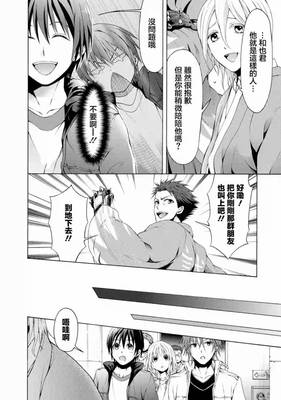 和也君
他就是這樣的
人…
雖然很抱歉
但是你能稍微陪陪他嗎?
沒問題哦
不要啊—!!
好嘞!
把你剛剛那群朋友
也叫上吧!!
到地下去!!
唔哇